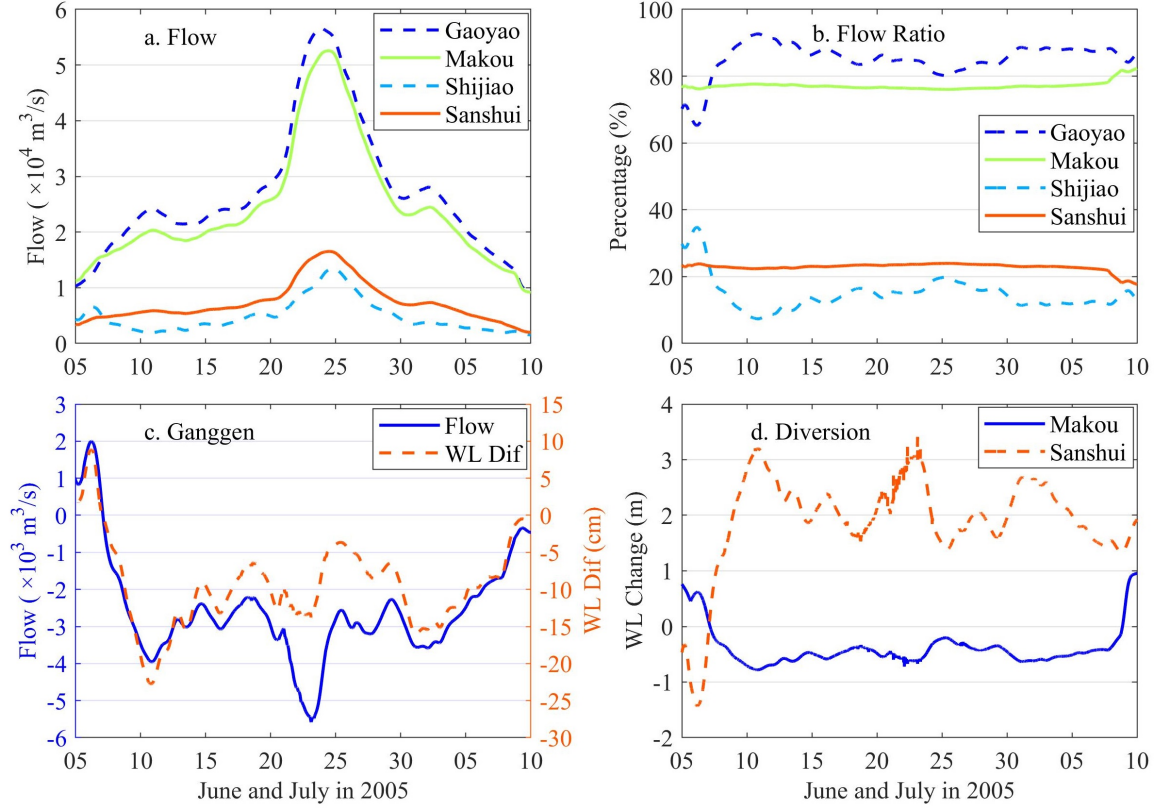 a. Flow
Gaoyao
Makou
Shijiao
Sanshui
Flow ( ×10⁴ m³/s)
6
5
4
3
2
1
0
05 10 15 20 25 30 05 10
b. Flow Ratio
Gaoyao
Makou
Shijiao
Sanshui
Percentage (%)
100
80
60
40
20
0
05 10 15 20 25 30 05 10
c. Ganggen
Flow
WL Dif
Flow ( ×10³ m³/s)
3
2
1
0
-1
-2
-3
-4
-5
-6
WL Dif (cm)
15
10
5
0
-5
-10
-15
-20
-25
-30
05 10 15 20 25 30 05 10
June and July in 2005
d. Diversion
Makou
Sanshui
WL Change (m)
4
3
2
1
0
-1
-2
05 10 15 20 25 30 05 10
June and July in 2005